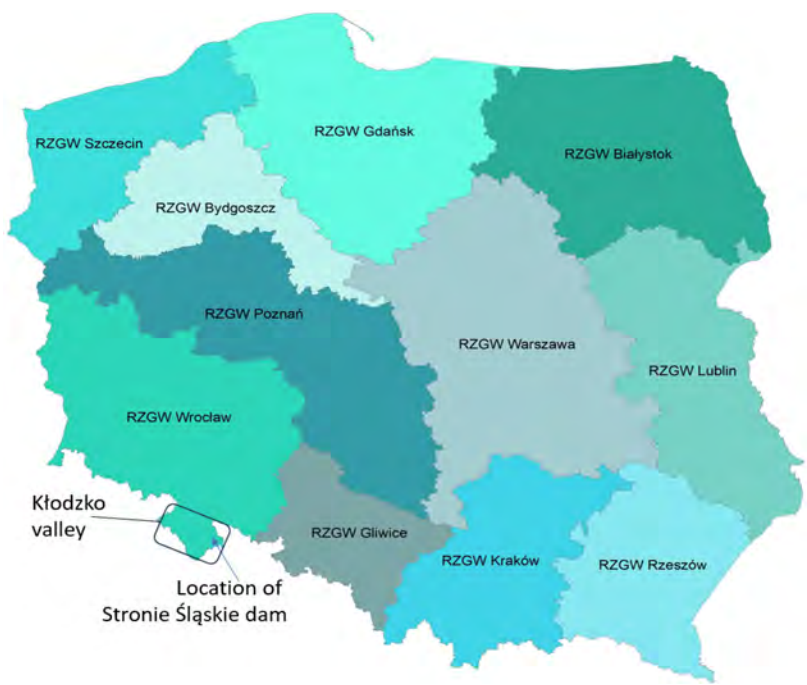 RZGW Gdańsk
RZGW Szczecin
RZGW Białystok
RZGW Bydgoszcz
RZGW Poznań
RZGW Warszawa
RZGW Lublin
RZGW Wrocław
Kłodzko
valley
RZGW Gliwice
RZGW Kraków
RZGW Rzeszów
Location of
Stronie Śląskie dam